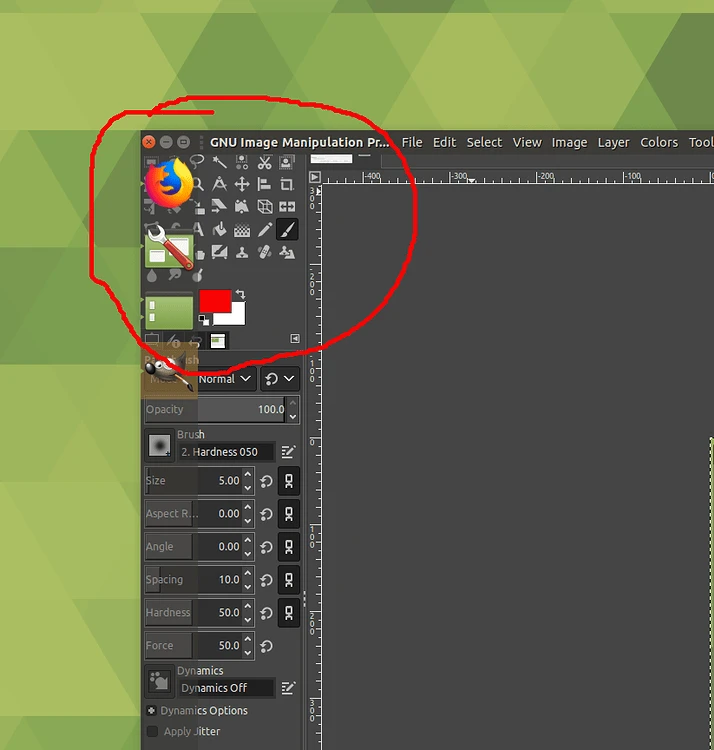 GNU Image Manipulation Pr... File Edit Select View Image Layer Colors Tool
-400 -300 -200 -100
Normal
Opacity 100.0
Brush
2. Hardness 050
Size 5.00
Aspect R... 0.00
Angle 0.00
Spacing 10.0
Hardness 50.0
Force 50.0
Dynamics
Dynamics Off
Dynamics Options
Apply Jitter